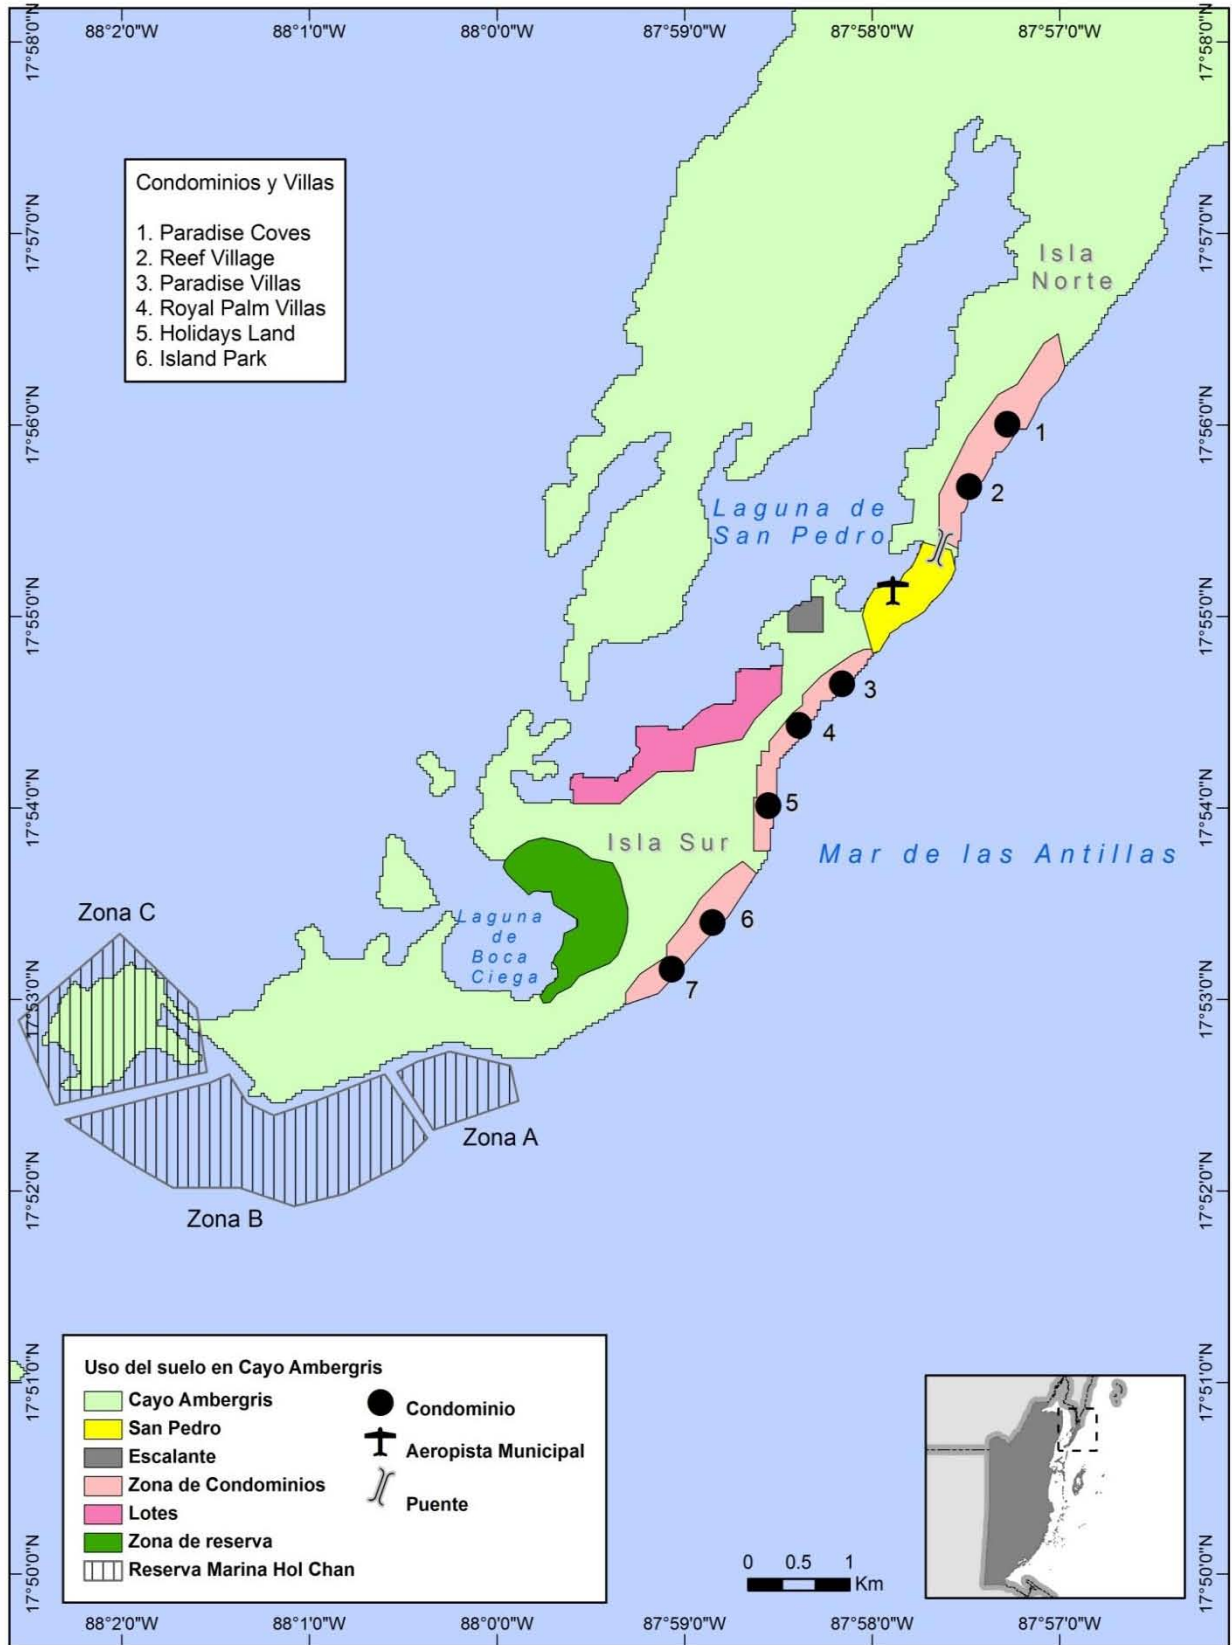 88°2'0"W 88°1'0"W 88°0'0"W 87°59'0"W 87°58'0"W 87°57'0"W
17°58'0"N
17°58'0"N
Condominios y Villas
1. Paradise Coves
2. Reef Village
3. Paradise Villas
4. Royal Palm Villas
5. Holidays Land
6. Island Park
17°57'0"N
17°57'0"N
Isla
Norte
17°56'0"N
17°56'0"N
1
2
Laguna de
San Pedro
17°55'0"N
17°55'0"N
3
4
17°54'0"N
17°54'0"N
5
Isla Sur
Mar de las Antillas
Zona C
Laguna
de
Boca
Ciega
6
7
17°53'0"N
17°53'0"N
Zona A
Zona B
17°52'0"N
17°52'0"N
Uso del suelo en Cayo Ambergris
Cayo Ambergris
San Pedro
Escalante
Zona de Condominios
Lotes
Zona de reserva
Reserva Marina Hol Chan
Condominio
Aeropista Municipal
Puente
17°51'0"N
17°51'0"N
0 0.5 1
Km
17°50'0"N
17°50'0"N
88°2'0"W 88°1'0"W 88°0'0"W 87°59'0"W 87°58'0"W 87°57'0"W